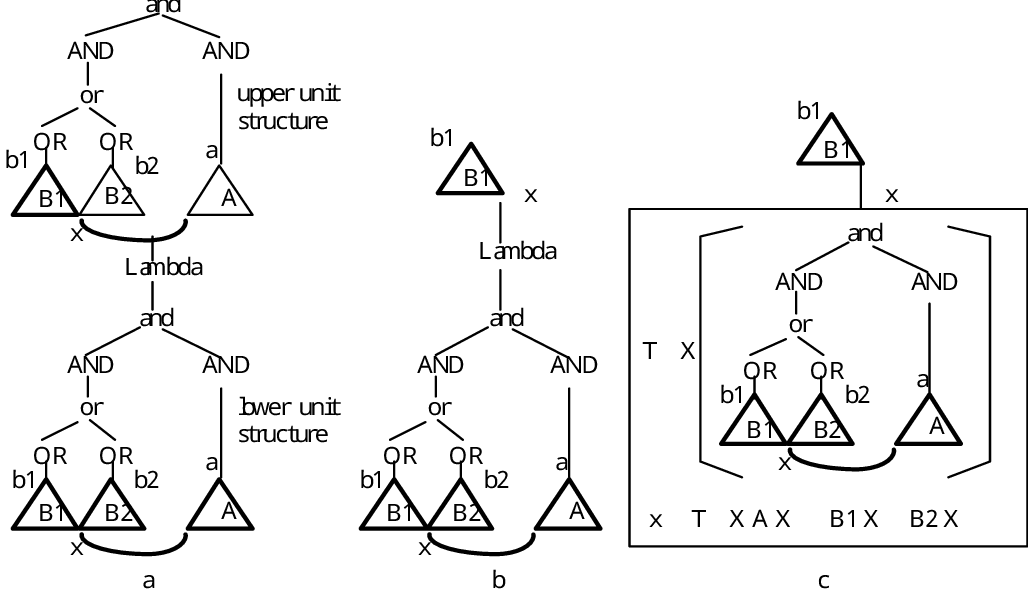 and
AND AND
or
upper unit
structure
OR OR
b1 b2 a
B1 B2 A
x
Lambda
and
AND AND
or
lower unit
structure
OR OR
b1 b2 a
B1 B2 A
x
a
b1
B1
x
Lambda
and
AND AND
or
OR OR
b1 b2 a
B1 B2 A
x
b
b1
B1
x
and
AND AND
or
T X
OR OR
b1 b2 a
B1 B2 A
x
x T X A X B1 X B2 X
c